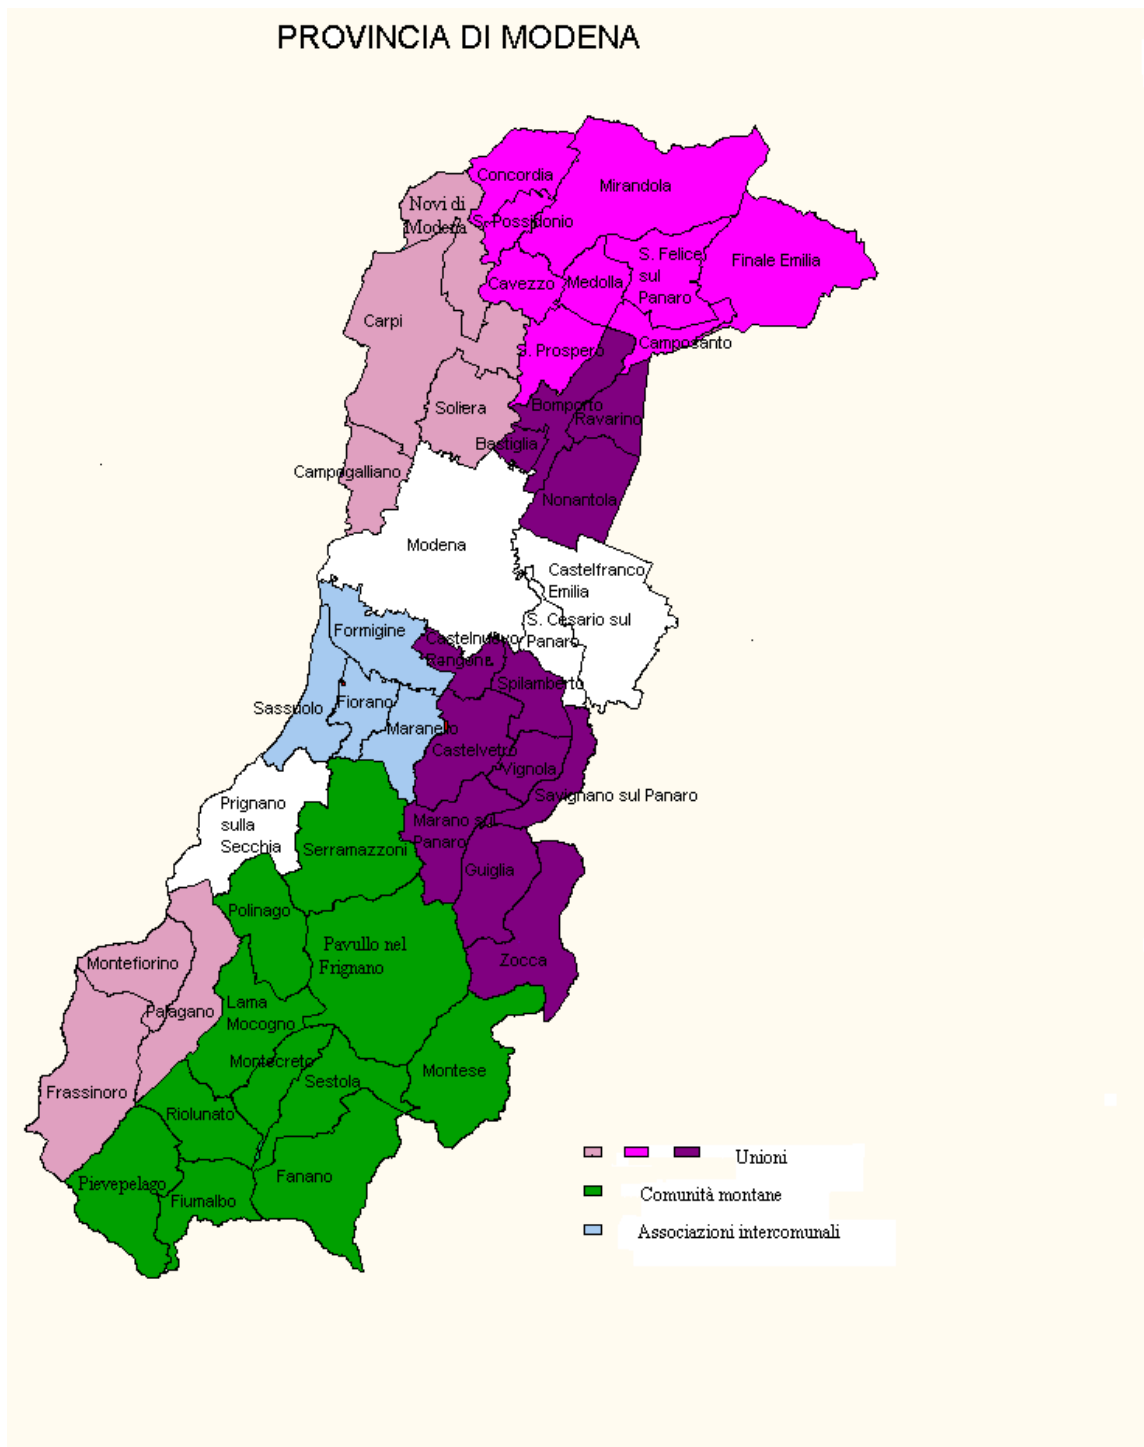 PROVINCIA DI MODENA
Concordia
Mirandola
Novi di
Modena
S. Possidonio
S. Felice
sul
Panaro
Finale Emilia
Cavezzo
Medolla
Carpi
S. Prospero
Camposanto
Soliera
Bomporto
Ravarino
Bastiglia
Campogalliano
Nonantola
Modena
Castelfranco
Emilia
S. Cesario sul
Panaro
Formigine
Castelnuovo
Rangone
Spilamberto
Sassuolo
Fiorano
Maranello
Castelvetro
Vignola
Savignano sul Panaro
Prignano
sulla
Secchia
Marano sul
Panaro
Serramazzoni
Guiglia
Polinago
Pavullo nel
Frignano
Zocca
Montefiorino
Lama
Mocogno
Palagano
Montecreto
Sestola
Montese
Frassinoro
Riolunato
Fanano
Pievepelago
Fiumalbo
Unioni
Comunità montane
Associazioni intercomunali